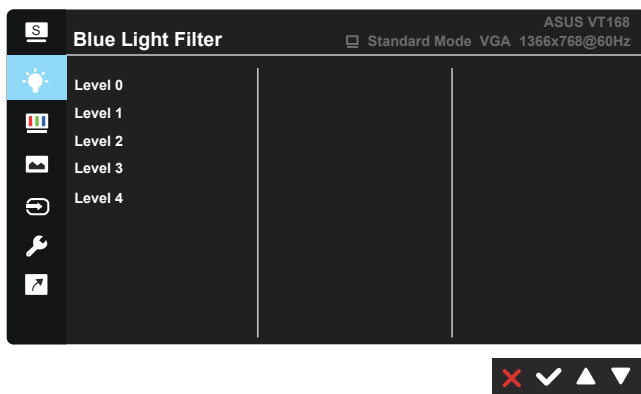 S
ASUS VT168
Blue Light Filter
Standard Mode VGA 1366x768@60Hz
Level 0
Level 1
Level 2
Level 3
Level 4